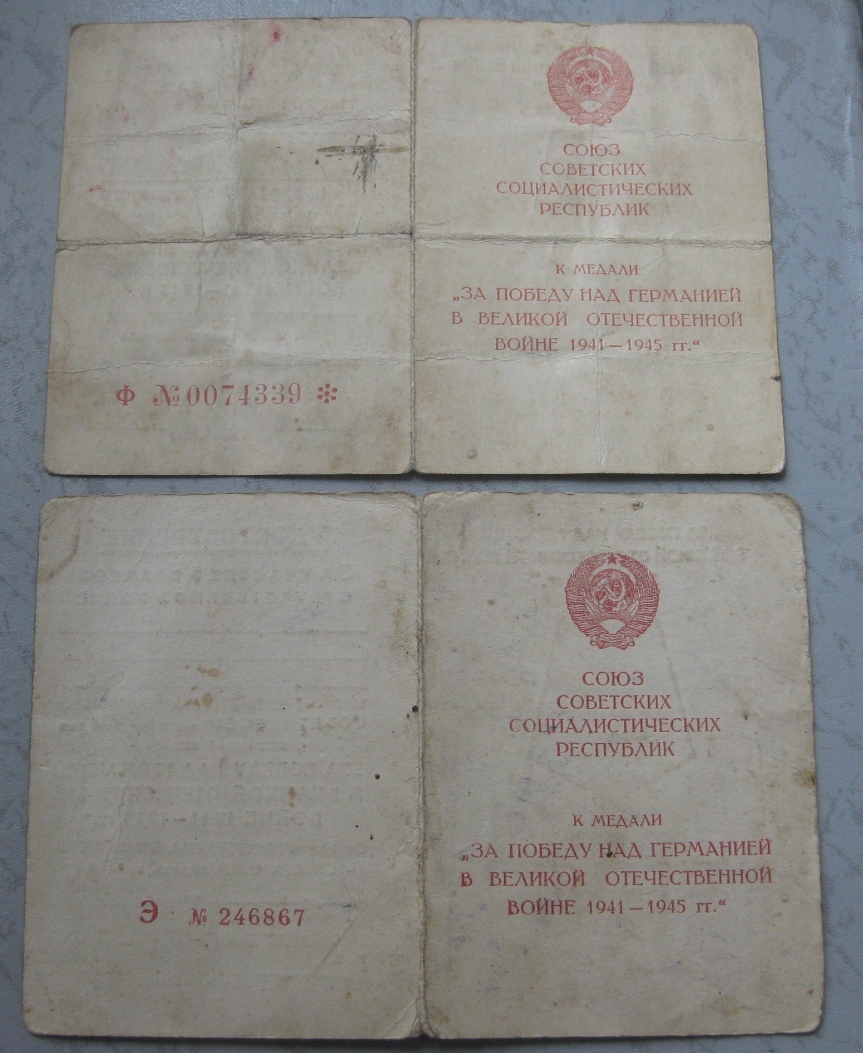 СОЮЗ
СОВЕТСКИХ
СОЦИАЛИСТИЧЕСКИХ
РЕСПУБЛИК
К МЕДАЛИ
„ЗА ПОБЕДУ НАД ГЕРМАНИЕЙ
В ВЕЛИКОЙ ОТЕЧЕСТВЕННОЙ
ВОЙНЕ 1941—1945 гг.“
Ф №0074339 *
СОЮЗ
СОВЕТСКИХ
СОЦИАЛИСТИЧЕСКИХ
РЕСПУБЛИК
К МЕДАЛИ
„ЗА ПОБЕДУ НАД ГЕРМАНИЕЙ
В ВЕЛИКОЙ ОТЕЧЕСТВЕННОЙ
ВОЙНЕ 1941—1945 гг.“
Э № 246867